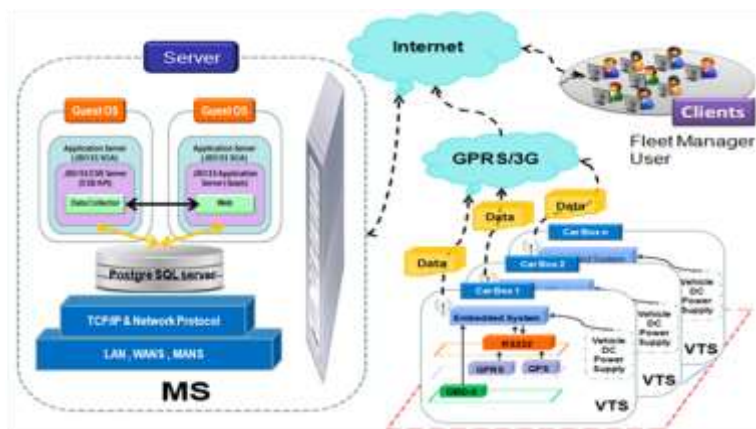 Server
Guest OS
Guest OS
Application Server
Application Server
Data Collector
Web
Postgre SQL server
TCP/IP & Network Protocol
LAN , WANS , MANS
MS
Internet
Clients
Fleet Manager
User
GPRS/3G
Data
Data
Data
Car Box n
Car Box 2
Car Box 1
Embedded System
RS232
GPRS
GPS
Vehicle
DC
Power
Supply
VTS
Vehicle
DC
Power
Supply
VTS
Vehicle
DC
Power
Supply
VTS